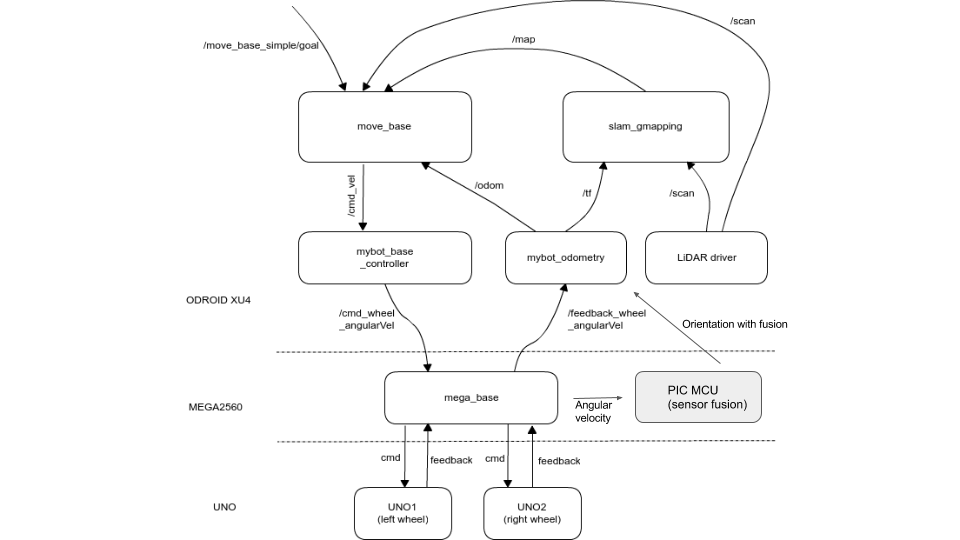 /scan
/map
/move_base_simple/goal
move_base
slam_gmapping
/cmd_vel
/odom
/tf
/scan
mybot_base
_controller
mybot_odometry
LiDAR driver
ODROID XU4
/cmd_wheel
_angularVel
/feedback_wheel
_angularVel
Orientation with fusion
MEGA2560
mega_base
Angular
velocity
PIC MCU
(sensor fusion)
cmd
feedback
cmd
feedback
UNO
UNO1
(left wheel)
UNO2
(right wheel)